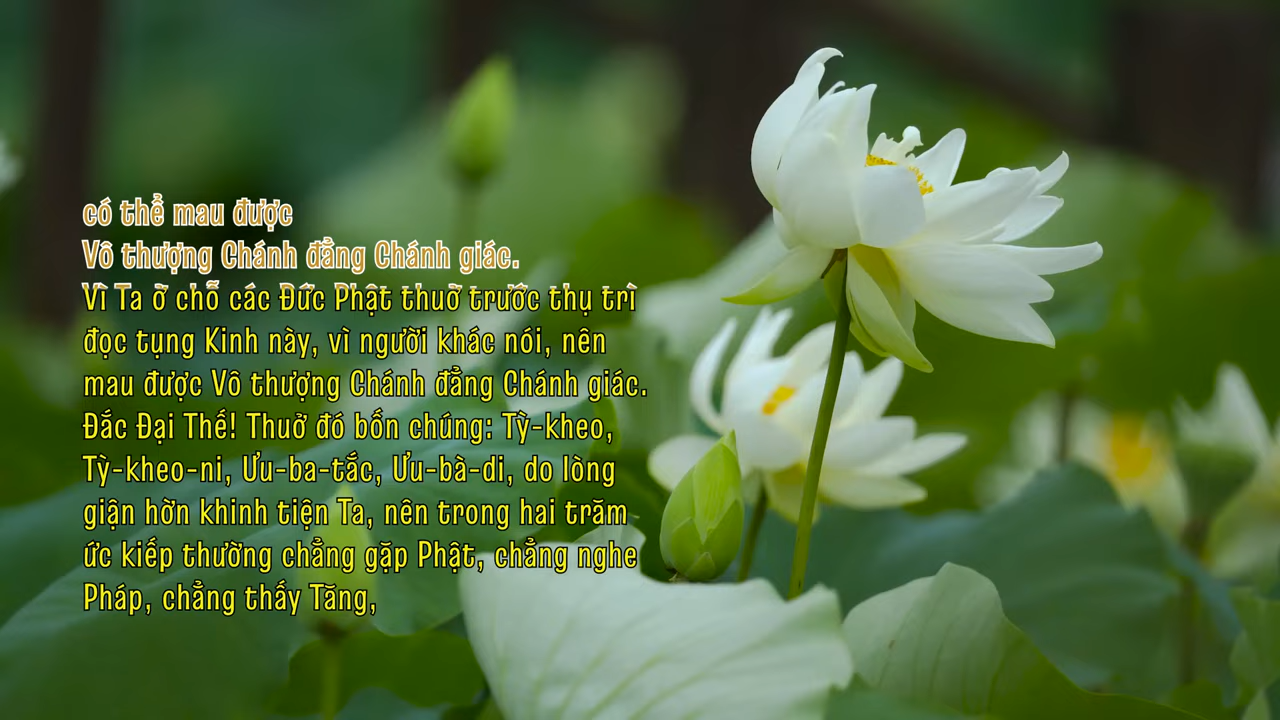 có thể mau được
Vô thượng Chánh đẳng Chánh giác.
Vì Ta ở chỗ các Đức Phật thuở trước thụ trì
đọc tụng Kinh này, vì người khác nói, nên
mau được Vô thượng Chánh đẳng Chánh giác.
Đắc Đại Thế! Thuở đó bốn chúng: Tỳ-kheo,
Tỳ-kheo-ni, Ưu-ba-tắc, Ưu-bà-di, do lòng
giận hờn khinh tiện Ta, nên trong hai trăm
ức kiếp thường chẳng gặp Phật, chẳng nghe
Pháp, chẳng thấy Tăng,